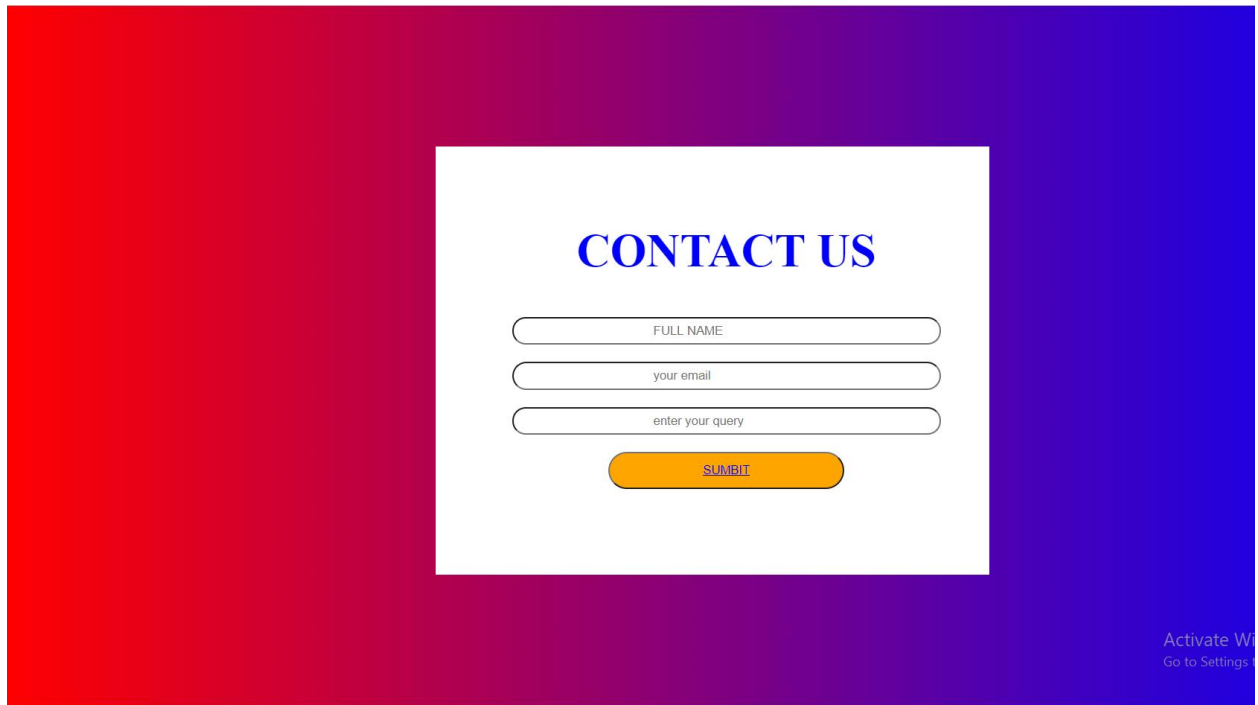 CONTACT US
FULL NAME
your email
enter your query
SUMBIT
Activate Wi
Go to Settings t